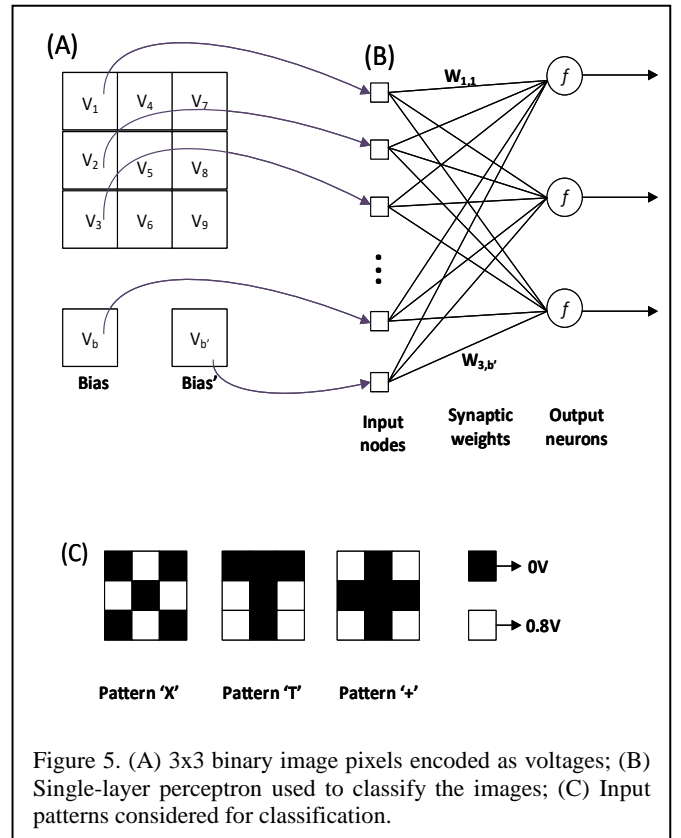 (A)
(B)
V1 V4 V7
V2 V5 V8
V3 V6 V9
Vb Vb'
Bias Bias'
W1,1
f
f
f
W3,b'
Input nodes
Synaptic weights
Output neurons
(C)
0V
0.8V
Pattern ‘X’ Pattern ‘T’ Pattern ‘+’
Figure 5. (A) 3x3 binary image pixels encoded as voltages; (B)
Single-layer perceptron used to classify the images; (C) Input
patterns considered for classification.